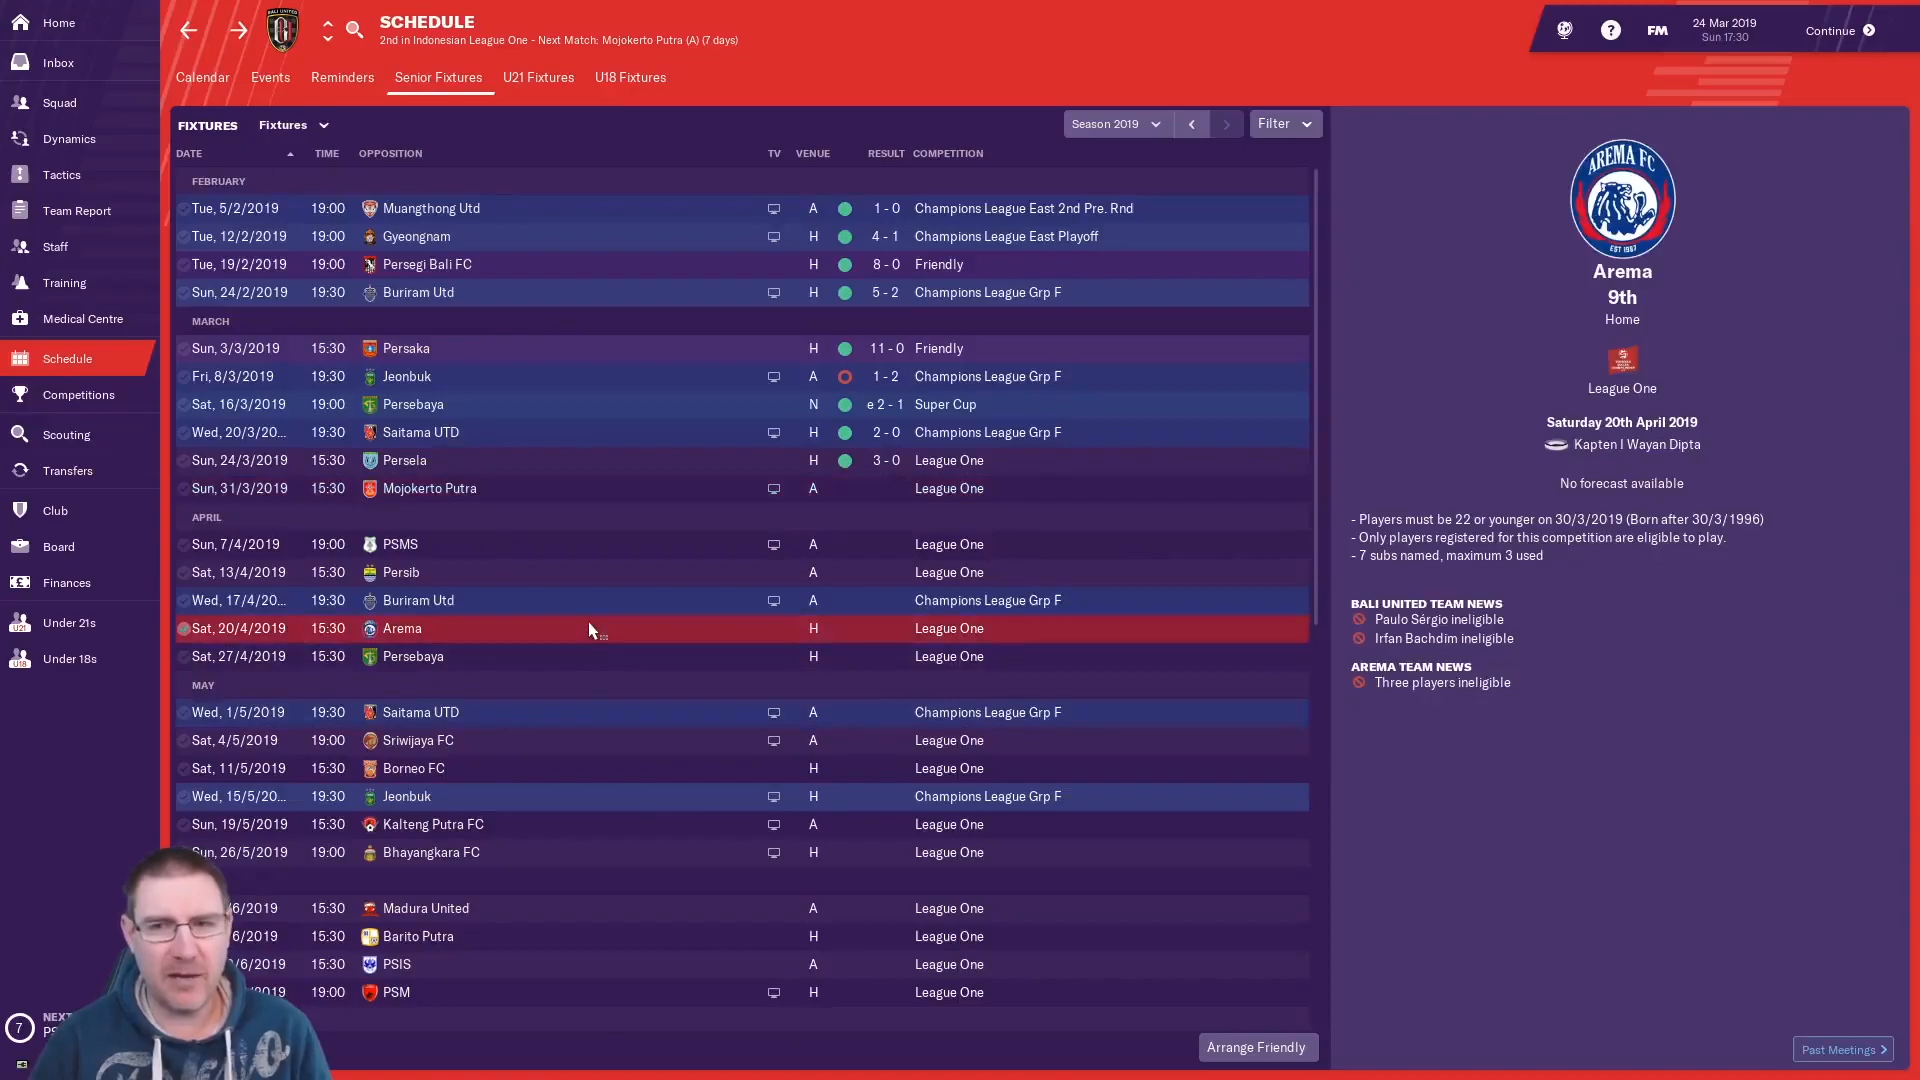 Home
Inbox
Squad
Dynamics
Tactics
Team Report
Staff
Training
Medical Centre
Schedule
Competitions
Scouting
Transfers
Club
Board
Finances
Under 21s
Under 18s
7 NEXT
SCHEDULE
2nd in Indonesian League One - Next Match: Mojokerto Putra (A) (7 days)
FM
24 Mar 2019
Sun 17:30
Continue
Calendar Events Reminders Senior Fixtures U21 Fixtures U18 Fixtures
FIXTURES Fixtures Season 2019 Filter
DATE TIME OPPOSITION TV VENUE RESULT COMPETITION
FEBRUARY
Tue, 5/2/2019 19:00 Muangthong Utd A 1 - 0 Champions League East 2nd Pre. Rnd
Tue, 12/2/2019 19:00 Gyeongnam H 4 - 1 Champions League East Playoff
Tue, 19/2/2019 19:00 Persegi Bali FC H 8 - 0 Friendly
Sun, 24/2/2019 19:30 Buriram Utd H 5 - 2 Champions League Grp F
MARCH
Sun, 3/3/2019 15:30 Persaka H 11 - 0 Friendly
Fri, 8/3/2019 19:30 Jeonbuk A 1 - 2 Champions League Grp F
Sat, 16/3/2019 19:00 Persebaya N e 2 - 1 Super Cup
Wed, 20/3/20... 19:30 Saitama UTD H 2 - 0 Champions League Grp F
Sun, 24/3/2019 15:30 Persela H 3 - 0 League One
Sun, 31/3/2019 15:30 Mojokerto Putra A League One
APRIL
Sun, 7/4/2019 19:00 PSMS A League One
Sat, 13/4/2019 15:30 Persib A League One
Wed, 17/4/20... 19:30 Buriram Utd A Champions League Grp F
Sat, 20/4/2019 15:30 Arema H League One
Sat, 27/4/2019 15:30 Persebaya H League One
MAY
Wed, 1/5/2019 19:30 Saitama UTD A Champions League Grp F
Sat, 4/5/2019 19:00 Sriwijaya FC A League One
Sat, 11/5/2019 15:30 Borneo FC H League One
Wed, 15/5/20... 19:30 Jeonbuk H Champions League Grp F
Sun, 19/5/2019 15:30 Kalteng Putra FC A League One
Sun, 26/5/2019 19:00 Bhayangkara FC H League One
6/2019 15:30 Madura United A League One
6/2019 15:30 Barito Putra H League One
/6/2019 15:30 PSIS A League One
2019 19:00 PSM H League One
Arrange Friendly
AREMA FC
EST 1987
Arema
9th
Home
League One
Saturday 20th April 2019
Kapten I Wayan Dipta
No forecast available
- Players must be 22 or younger on 30/3/2019 (Born after 30/3/1996)
- Only players registered for this competition are eligible to play.
- 7 subs named, maximum 3 used
BALI UNITED TEAM NEWS
Paulo Sérgio ineligible
Irfan Bachdim ineligible
AREMA TEAM NEWS
Three players ineligible
Past Meetings